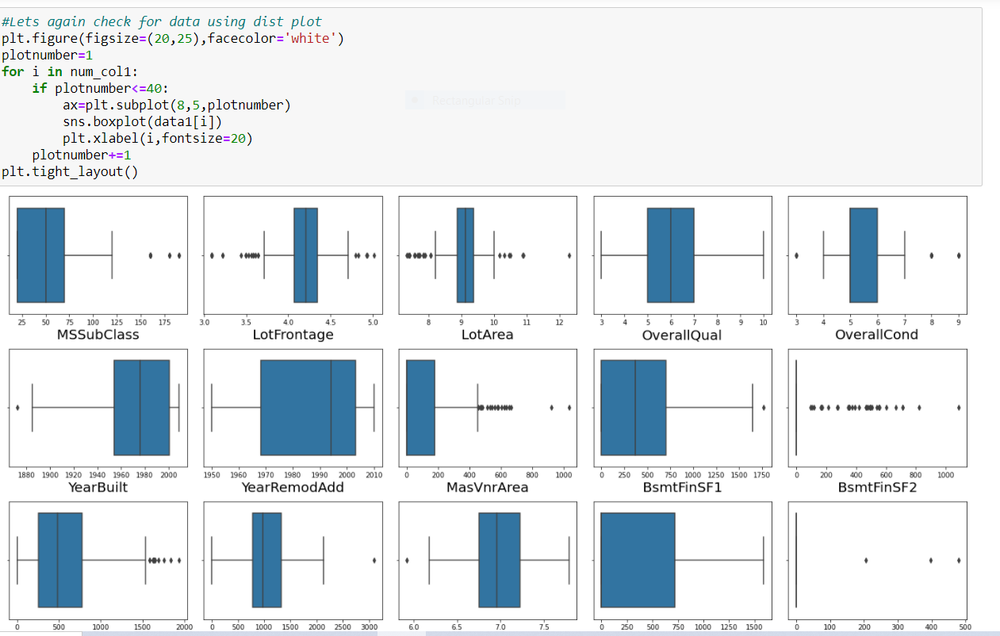 #Lets again check for data using dist plot
plt.figure(figsize=(20,25),facecolor='white')
plotnumber=1
for i in num_col1:
    if plotnumber<=40:
        ax=plt.subplot(8,5,plotnumber)
        sns.boxplot(data1[i])
        plt.xlabel(i,fontsize=20)
    plotnumber+=1
plt.tight_layout()
Rectangular Snip
25 50 75 100 125 150 175
MSSubClass
3.0 3.5 4.0 4.5 5.0
LotFrontage
8 9 10 11 12
LotArea
3 4 5 6 7 8 9 10
OverallQual
3 4 5 6 7 8 9
OverallCond
1880 1900 1920 1940 1960 1980 2000
YearBuilt
1950 1960 1970 1980 1990 2000 2010
YearRemodAdd
0 200 400 600 800 1000
MasVnrArea
0 250 500 750 1000 1250 1500 1750
BsmtFinSF1
0 200 400 600 800 1000
BsmtFinSF2
0 500 1000 1500 2000
0 500 1000 1500 2000 2500 3000
6.0 6.5 7.0 7.5
0 250 500 750 1000 1250 1500
0 100 200 300 400 500